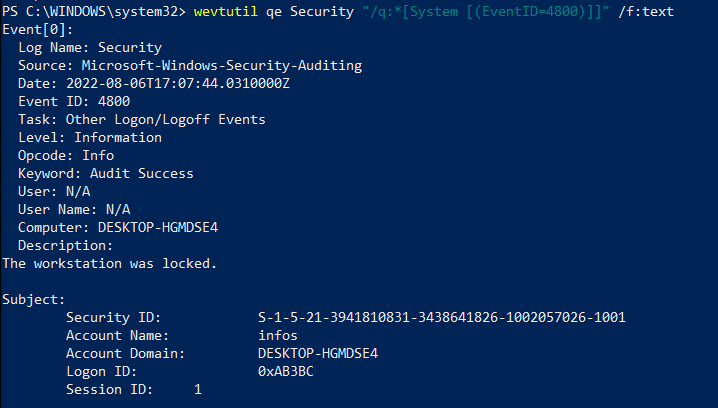 PS C:\WINDOWS\system32> wevtutil qe Security "/q:*[System [(EventID=4800)]]" /f:text
Event[0]:
  Log Name: Security
  Source: Microsoft-Windows-Security-Auditing
  Date: 2022-08-06T17:07:44.0310000Z
  Event ID: 4800
  Task: Other Logon/Logoff Events
  Level: Information
  Opcode: Info
  Keyword: Audit Success
  User: N/A
  User Name: N/A
  Computer: DESKTOP-HGMDSE4
  Description:
The workstation was locked.

Subject:
        Security ID:            S-1-5-21-3941810831-3438641826-1002057026-1001
        Account Name:           infos
        Account Domain:         DESKTOP-HGMDSE4
        Logon ID:               0xAB3BC
        Session ID:     1